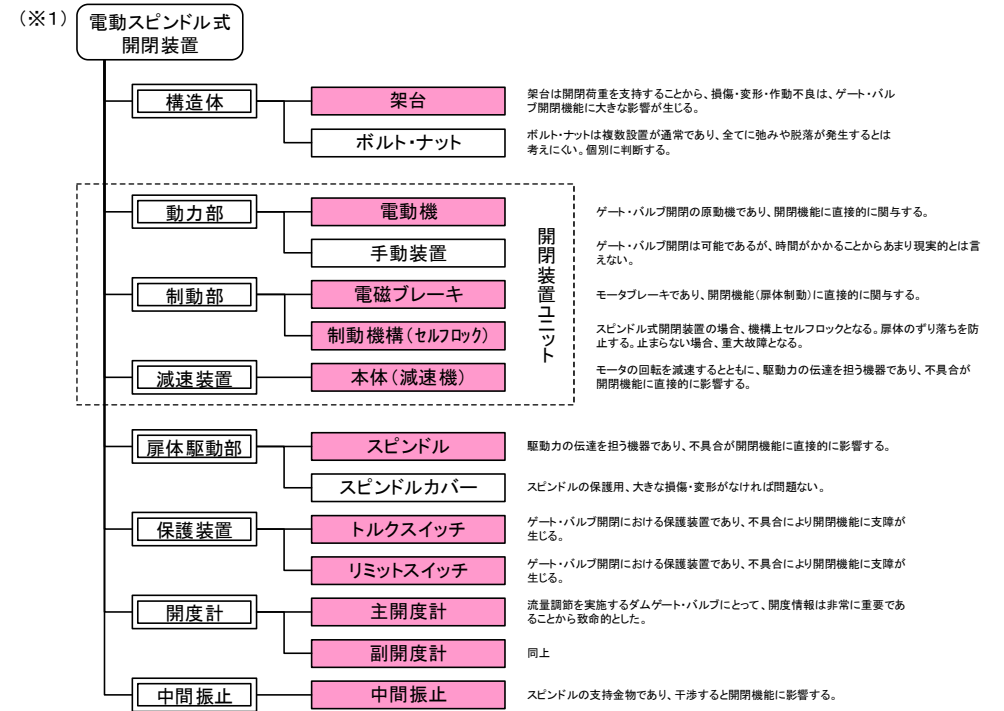 （※1）
電動スピンドル式
開閉装置
構造体
架台
架台は開閉荷重を支持することから、損傷・変形・作動不良は、ゲート・バル
ブ開閉機能に大きな影響が生じる。
ボルト・ナット
ボルト・ナットは複数設置が通常であり、全てに弛みや脱落が発生するとは
考えにくい。個別に判断する。
開閉装置ユニット
動力部
電動機
ゲート・バルブ開閉の原動機であり、開閉機能に直接的に関与する。
手動装置
ゲート・バルブ開閉は可能であるが、時間がかかることからあまり現実的とは言
えない。
制動部
電磁ブレーキ
モータブレーキであり、開閉機能（扉体制動）に直接的に関与する。
制動機構（セルフロック）
スピンドル式開閉装置の場合、機構上セルフロックとなる。扉体のずり落ちを防
止する。止まらない場合、重大故障となる。
減速装置
本体（減速機）
モータの回転を減速するとともに、駆動力の伝達を担う機器であり、不具合が
開閉機能に直接的に影響する。
扉体駆動部
スピンドル
駆動力の伝達を担う機器であり、不具合が開閉機能に直接的に影響する。
スピンドルカバー
スピンドルの保護用、大きな損傷・変形がなければ問題ない。
保護装置
トルクスイッチ
ゲート・バルブ開閉における保護装置であり、不具合により開閉機能に支障が
生じる。
リミットスイッチ
ゲート・バルブ開閉における保護装置であり、不具合により開閉機能に支障が
生じる。
開度計
主開度計
流量調節を実施するダムゲート・バルブにとって、開度情報は非常に重要であ
ることから致命的とした。
副開度計
同上
中間振止
中間振止
スピンドルの支持金物であり、干渉すると開閉機能に影響する。